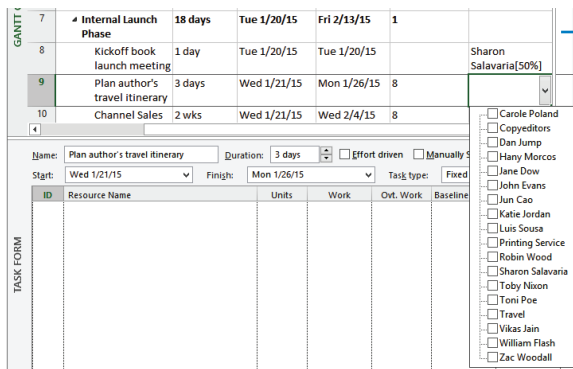 GANTT C
7 Internal Launch 18 days Tue 1/20/15 Fri 2/13/15 1
Phase
8 Kickoff book 1 day Tue 1/20/15 Tue 1/20/15 Sharon
launch meeting Salavaria[50%]
9 Plan author's 3 days Wed 1/21/15 Mon 1/26/15 8
travel itinerary
10 Channel Sales 2 wks Wed 1/21/15 Wed 2/4/15 8
Name: Plan author's travel itinerary Duration: 3 days Effort driven Manually S
Start: Wed 1/21/15 Finish: Mon 1/26/15 Task type: Fixed
ID Resource Name Units Work Ovt. Work Baseline
TASK FORM
Carole Poland
Copyeditors
Dan Jump
Hany Morcos
Jane Dow
John Evans
Jun Cao
Katie Jordan
Luis Sousa
Printing Service
Robin Wood
Sharon Salavaria
Toby Nixon
Toni Poe
Travel
Vikas Jain
William Flash
Zac Woodall